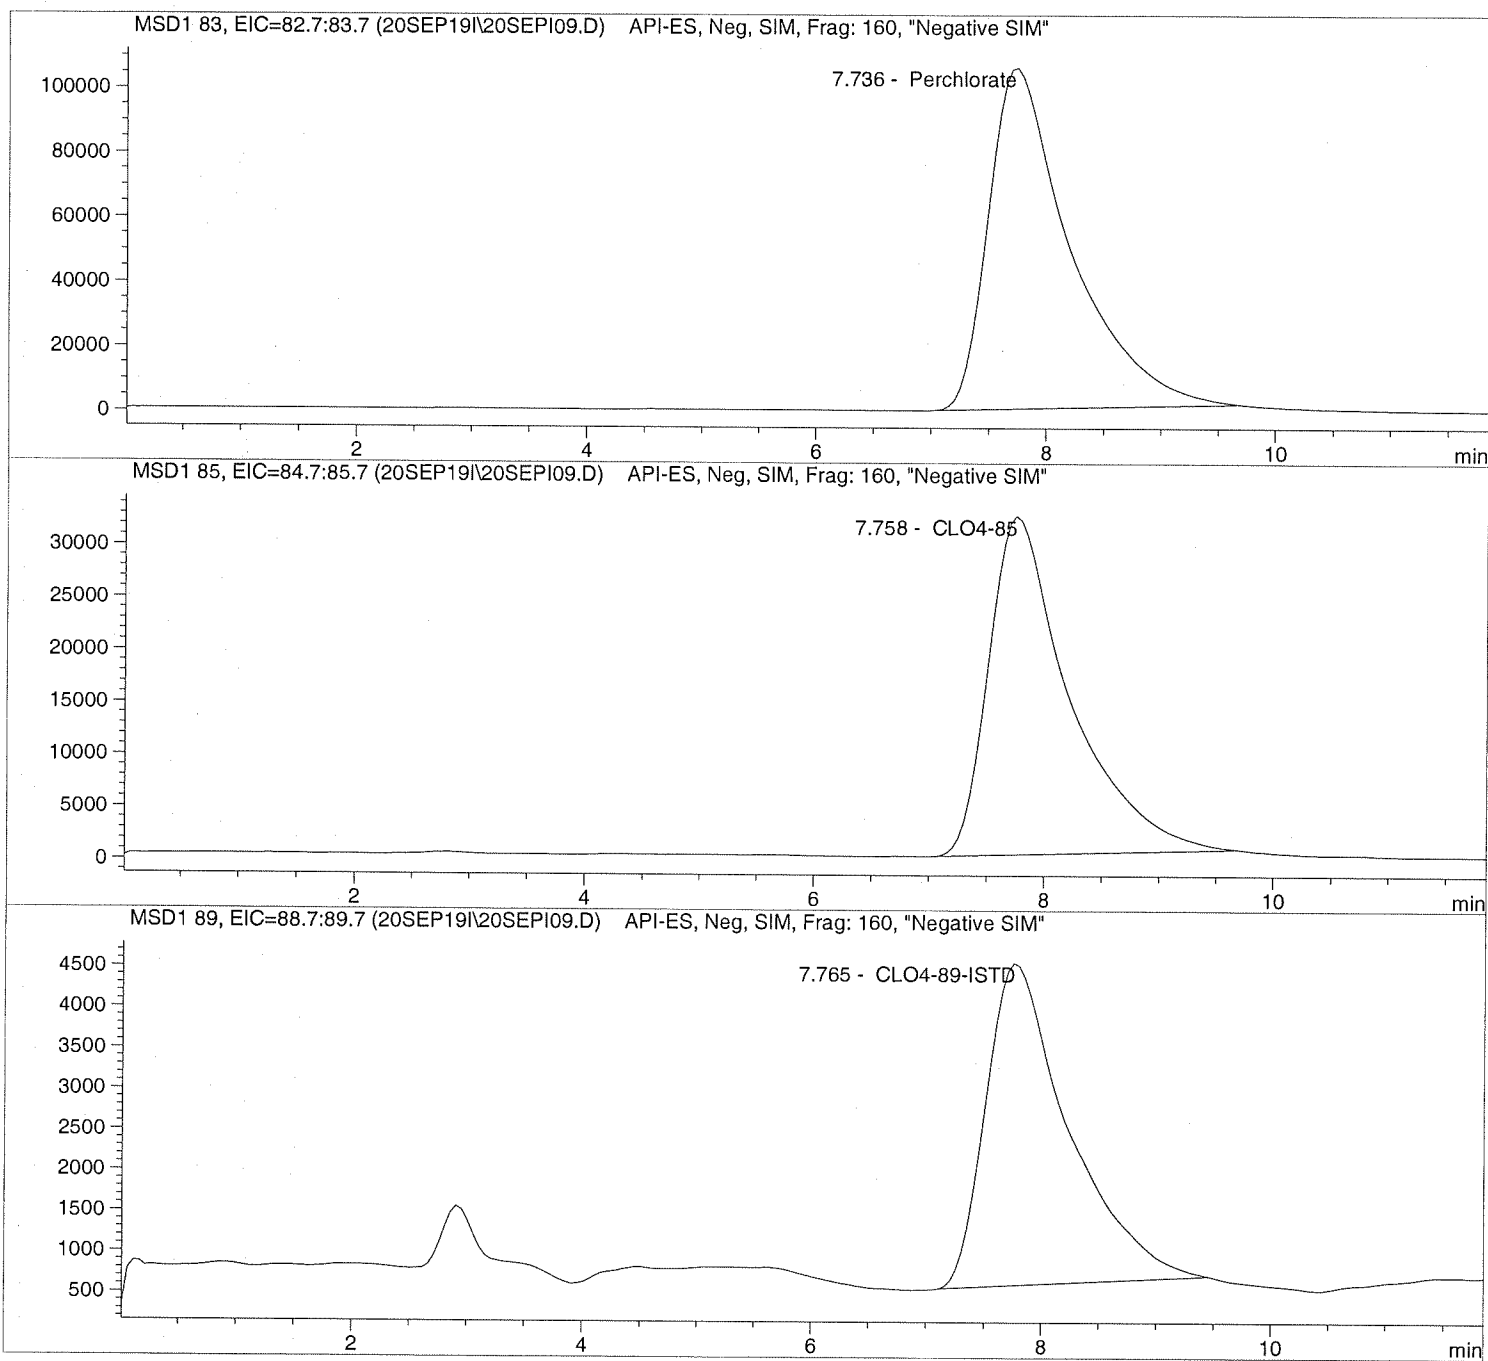 MSD1 83, EIC=82.7:83.7 (20SEP19I\20SEPI09.D) API-ES, Neg, SIM, Frag: 160, "Negative SIM"
7.736 - Perchlorate
100000
80000
60000
40000
20000
0
2 4 6 8 10 min
MSD1 85, EIC=84.7:85.7 (20SEP19I\20SEPI09.D) API-ES, Neg, SIM, Frag: 160, "Negative SIM"
7.758 - CLO4-85
30000
25000
20000
15000
10000
5000
0
2 4 6 8 10 min
MSD1 89, EIC=88.7:89.7 (20SEP19I\20SEPI09.D) API-ES, Neg, SIM, Frag: 160, "Negative SIM"
7.765 - CLO4-89-ISTD
4500
4000
3500
3000
2500
2000
1500
1000
500
2 4 6 8 10 min